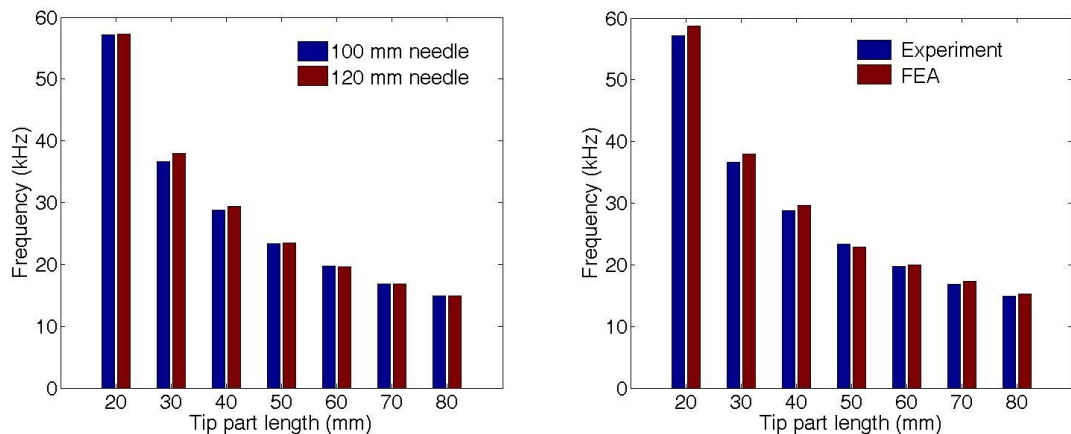 60
50
40
30
20
10
0
Frequency (kHz)
100 mm needle
120 mm needle
20 30 40 50 60 70 80
Tip part length (mm)
60
50
40
30
20
10
0
Frequency (kHz)
Experiment
FEA
20 30 40 50 60 70 80
Tip part length (mm)